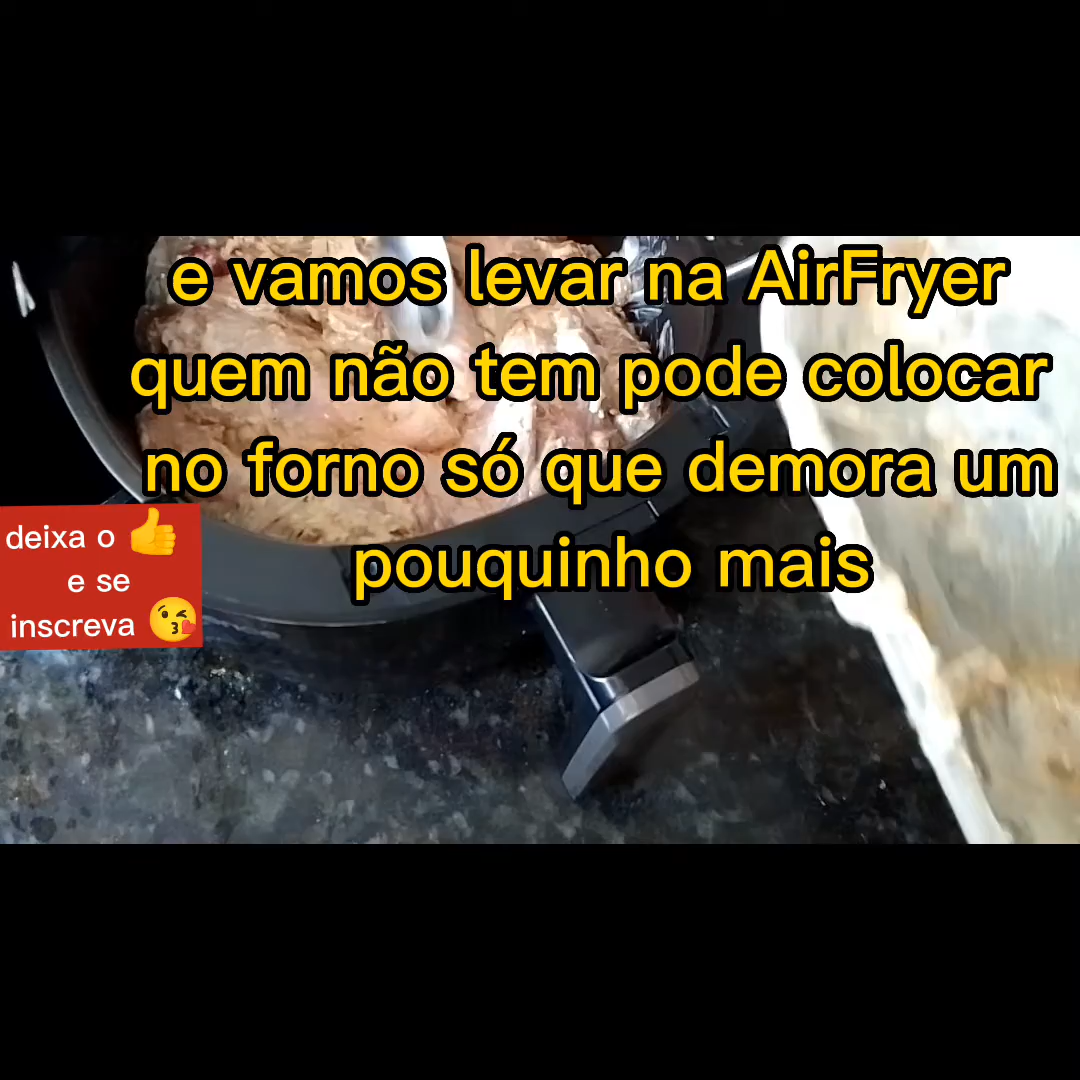 e vamos levar na AirFryer
quem não tem pode colocar
no forno só que demora um
pouquinho mais
deixa o 👍
e se
inscreva 😘